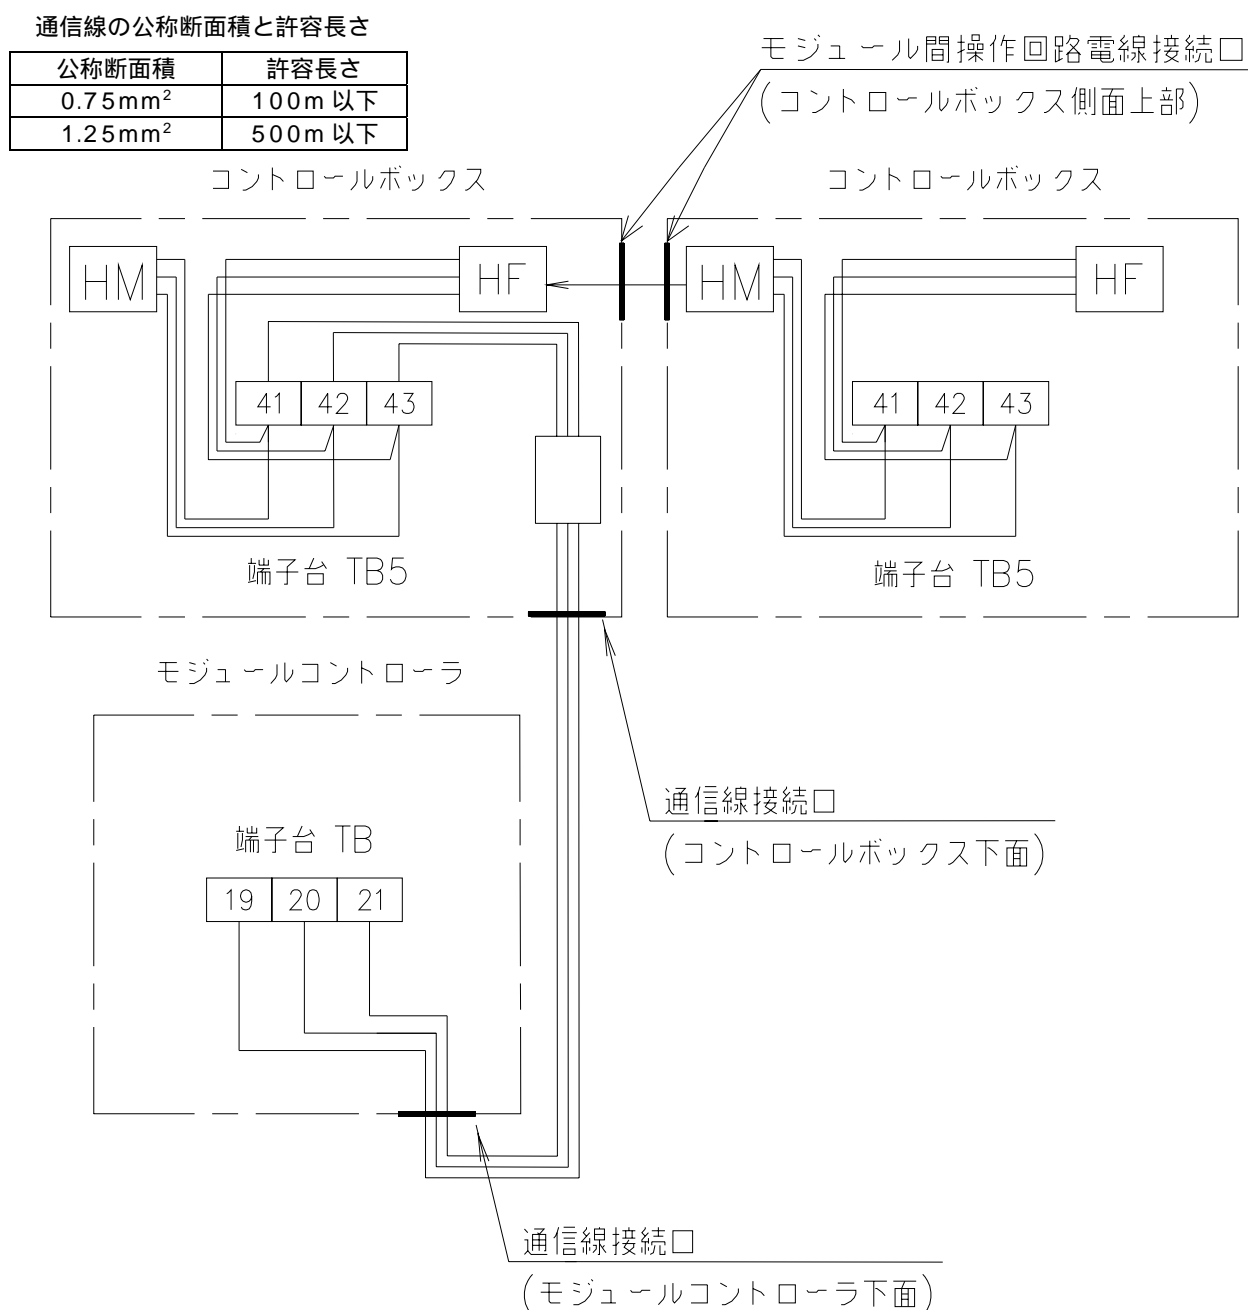 通信線の公称断面積と許容長さ
公称断面積 許容長さ
0.75mm² 100m以下
1.25mm² 500m以下
モジュール間操作回路電線接続口
(コントロールボックス側面上部)
コントロールボックス
コントロールボックス
HM HF
HM HF
41 42 43
41 42 43
端子台 TB5
端子台 TB5
モジュールコントローラ
通信線接続口
(コントロールボックス下面)
端子台 TB
19 20 21
通信線接続口
(モジュールコントローラ下面)